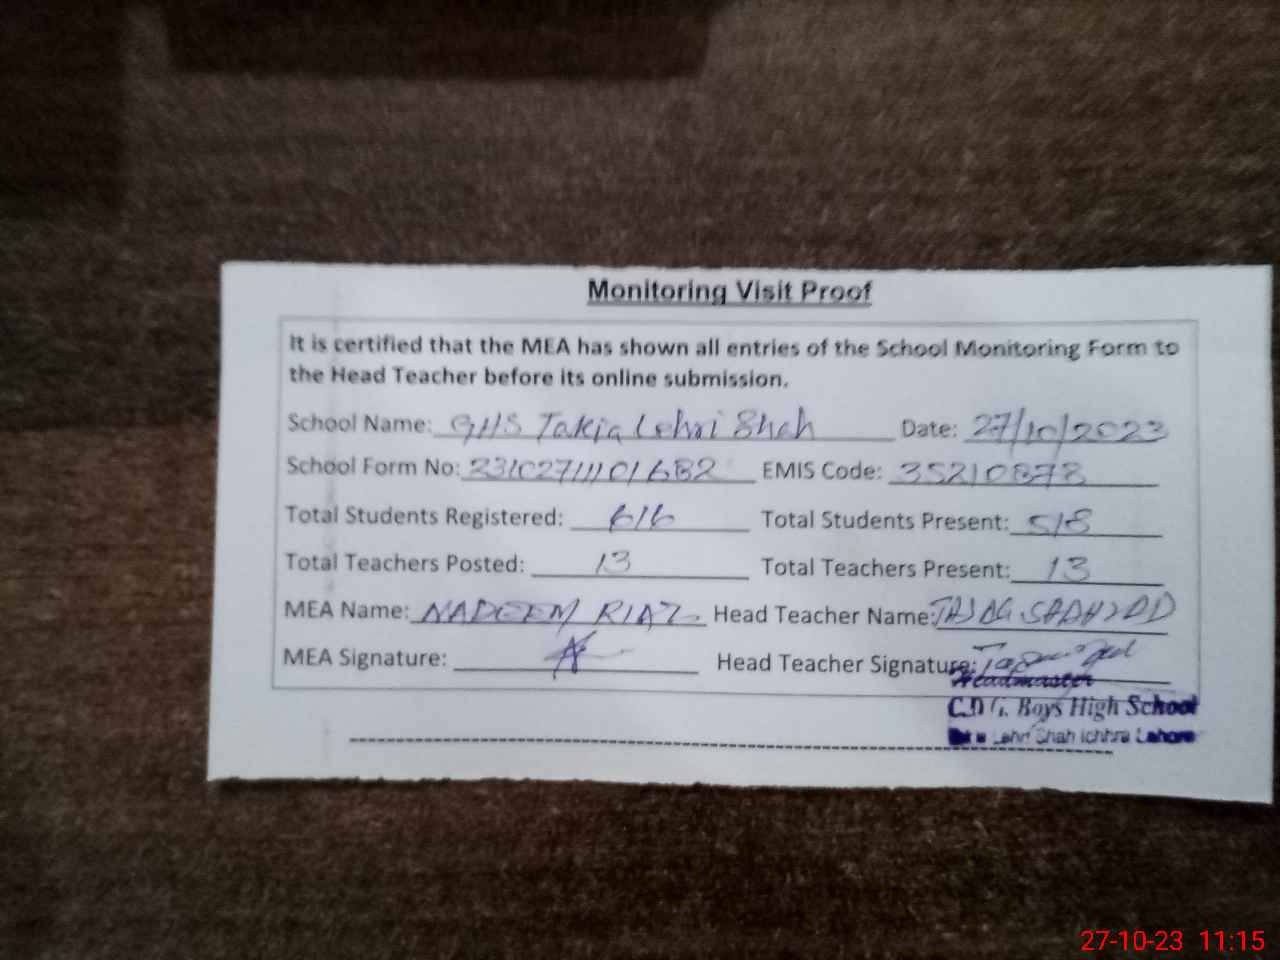 Monitoring Visit Proof
It is certified that the MEA has shown all entries of the School Monitoring Form to
the Head Teacher before its online submission.
School Name: GHS Takia Lehri Shah Date: 27/10/2023
School Form No: 231027111101682 EMIS Code: 35210878
Total Students Registered: 616 Total Students Present: 518
Total Teachers Posted: 13 Total Teachers Present: 13
MEA Name: NADEEM RIAZ Head Teacher Name:
MEA Signature: Head Teacher Signature:
Headmaster
C.D.G. Boys High School
Lehri Shah Ichhra Lahore
27-10-23 11:15